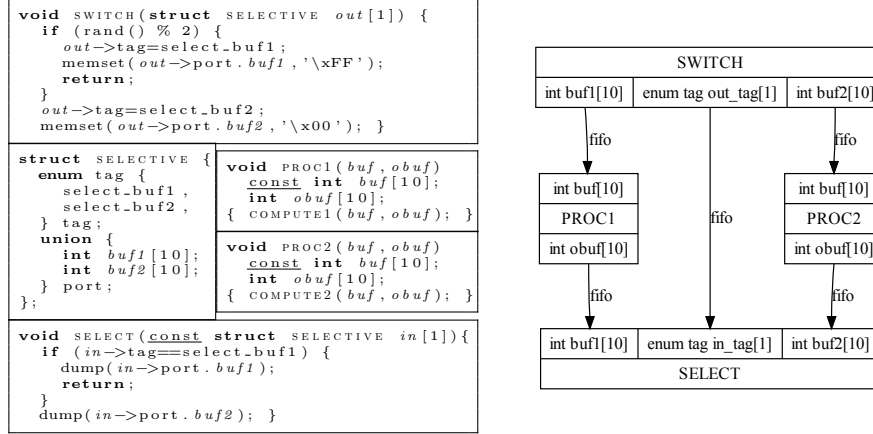 void SWITCH(struct SELECTIVE out[1]) {
if (rand() % 2) {
out->tag=select_buf1;
memset(out->port.buf1,'\xFF');
return;
}
out->tag=select_buf2;
memset(out->port.buf2,'\x00'); }
struct SELECTIVE {
enum tag {
select_buf1,
select_buf2,
} tag;
union {
int buf1[10];
int buf2[10];
} port;
};
void PROC1(buf,obuf)
const int buf[10];
int obuf[10];
{ COMPUTE1(buf,obuf); }
void PROC2(buf,obuf)
const int buf[10];
int obuf[10];
{ COMPUTE2(buf,obuf); }
void SELECT(const struct SELECTIVE in[1]){
if (in->tag==select_buf1) {
dump(in->port.buf1);
return;
}
dump(in->port.buf2); }
SWITCH
int buf1[10] enum tag out_tag[1] int buf2[10]
fifo fifo
int buf[10] int buf[10]
PROC1 fifo PROC2
int obuf[10] int obuf[10]
fifo fifo
int buf1[10] enum tag in_tag[1] int buf2[10]
SELECT